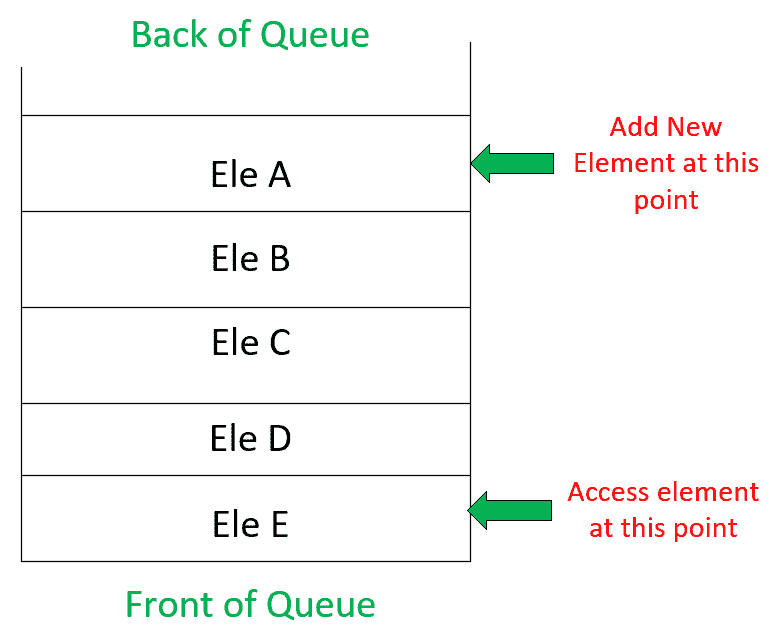 Back of Queue
Ele A
Add New
Element at this
point
Ele B
Ele C
Ele D
Ele E
Access element
at this point
Front of Queue